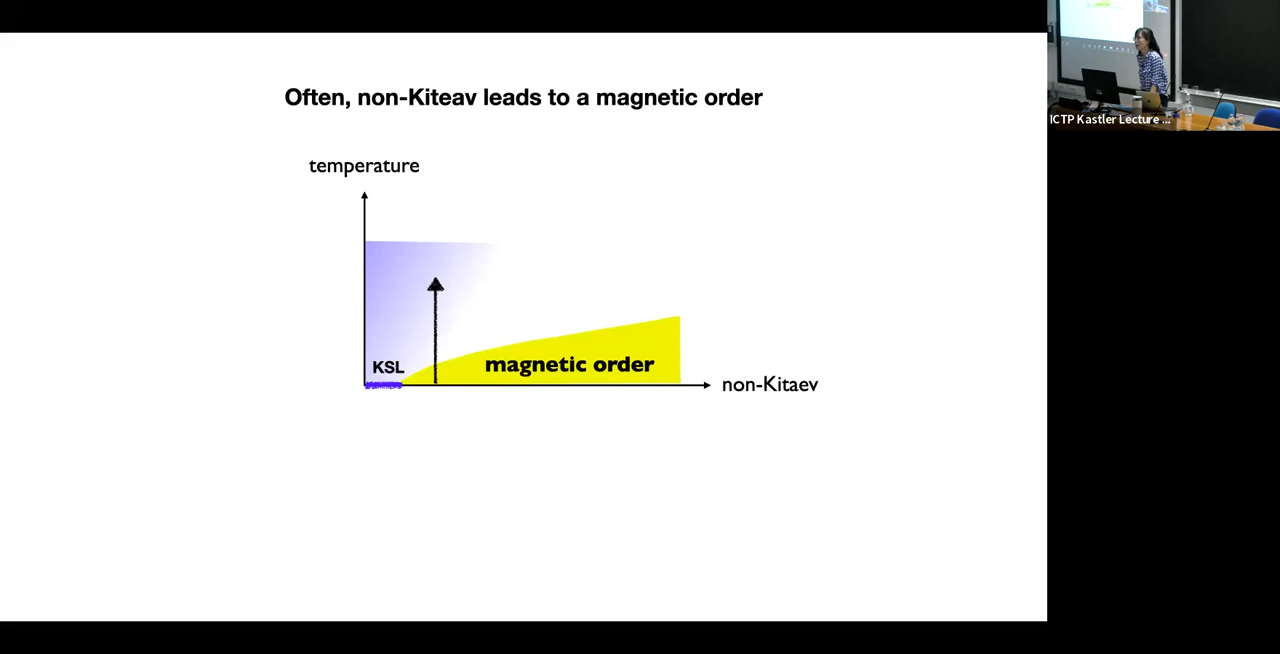 Often, non-Kiteav leads to a magnetic order
temperature
KSL
magnetic order
non-Kitaev
ICTP Kastler Lecture ...